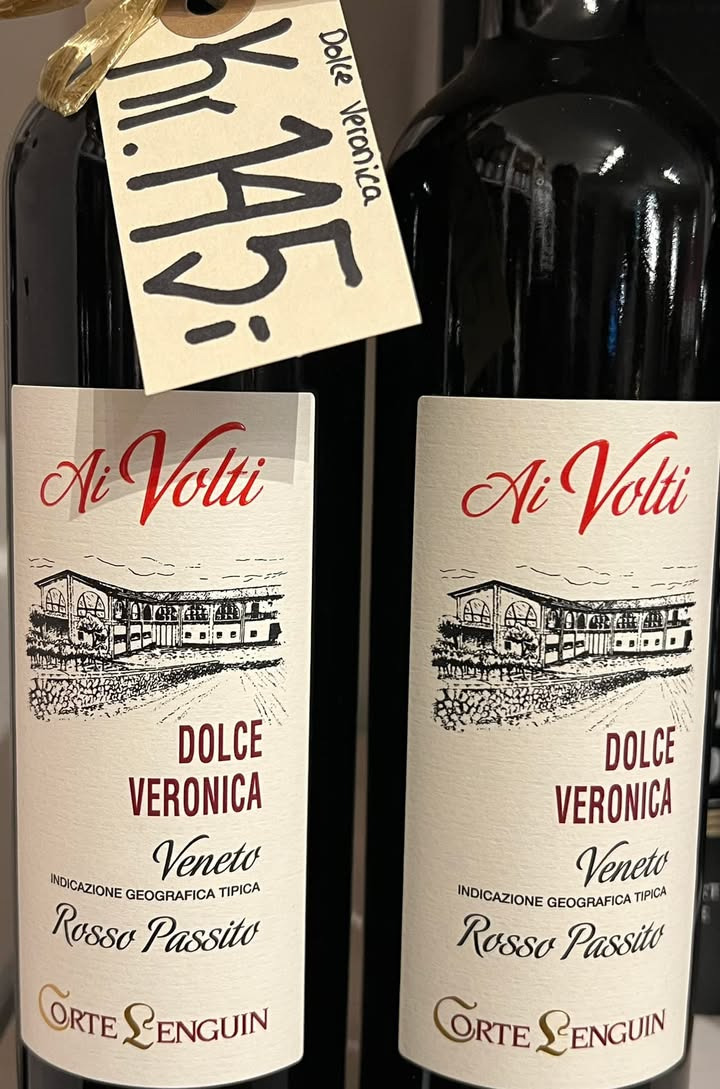 Dolce Veronica
Kr. 145:-
Ai Volti
DOLCE
VERONICA
Veneto
INDICAZIONE GEOGRAFICA TIPICA
Rosso Passito
CORTE LENGUIN
Ai Volti
DOLCE
VERONICA
Veneto
INDICAZIONE GEOGRAFICA TIPICA
Rosso Passito
CORTE LENGUIN